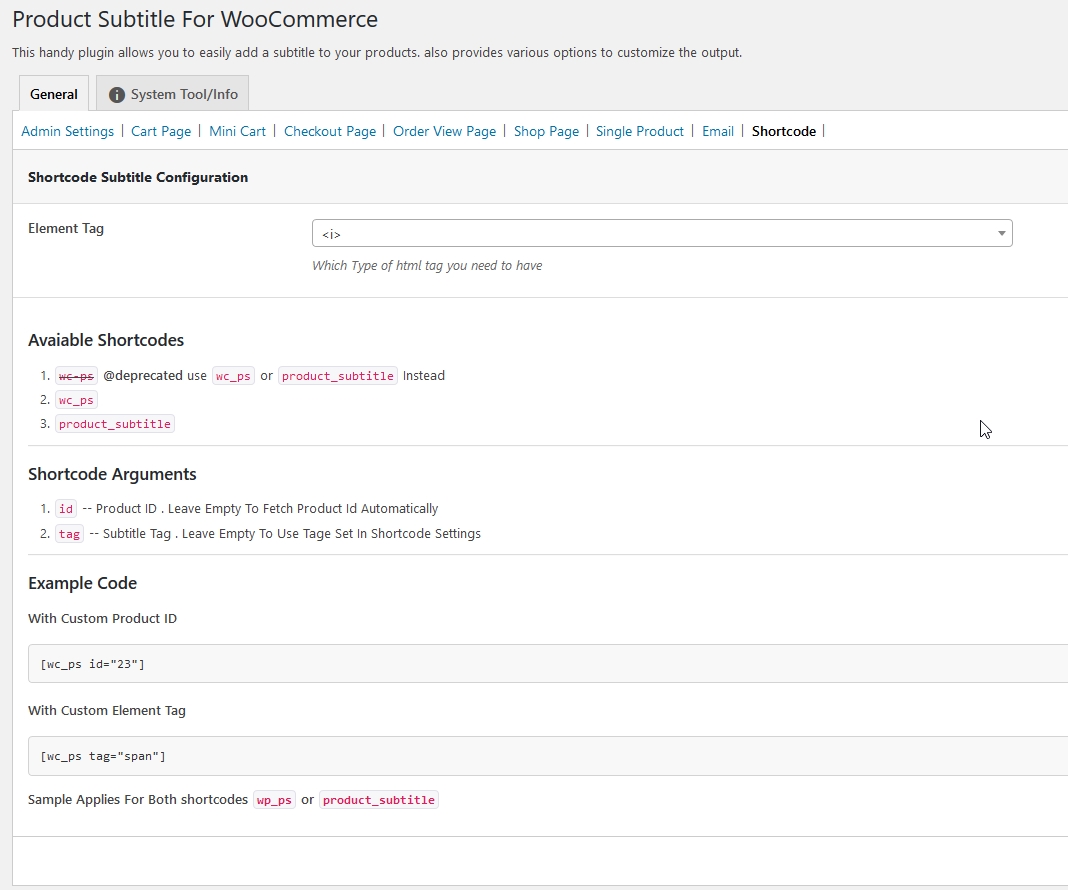 Product Subtitle For WooCommerce
This handy plugin allows you to easily add a subtitle to your products. also provides various options to customize the output.
General System Tool/Info
Admin Settings | Cart Page | Mini Cart | Checkout Page | Order View Page | Shop Page | Single Product | Email | Shortcode |
Shortcode Subtitle Configuration
Element Tag <i>
Which Type of html tag you need to have
Avaiable Shortcodes
1. wc-ps @deprecated use wc_ps or product_subtitle Instead
2. wc_ps
3. product_subtitle
Shortcode Arguments
1. id -- Product ID . Leave Empty To Fetch Product Id Automatically
2. tag -- Subtitle Tag . Leave Empty To Use Tage Set In Shortcode Settings
Example Code
With Custom Product ID
[wc_ps id="23"]
With Custom Element Tag
[wc_ps tag="span"]
Sample Applies For Both shortcodes wp_ps or product_subtitle